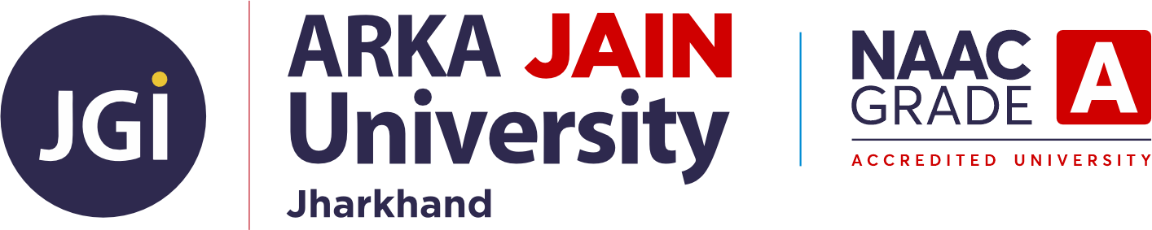 JGi
ARKA JAIN
University
Jharkhand
NAAC
GRADE
A
ACCREDITED UNIVERSITY